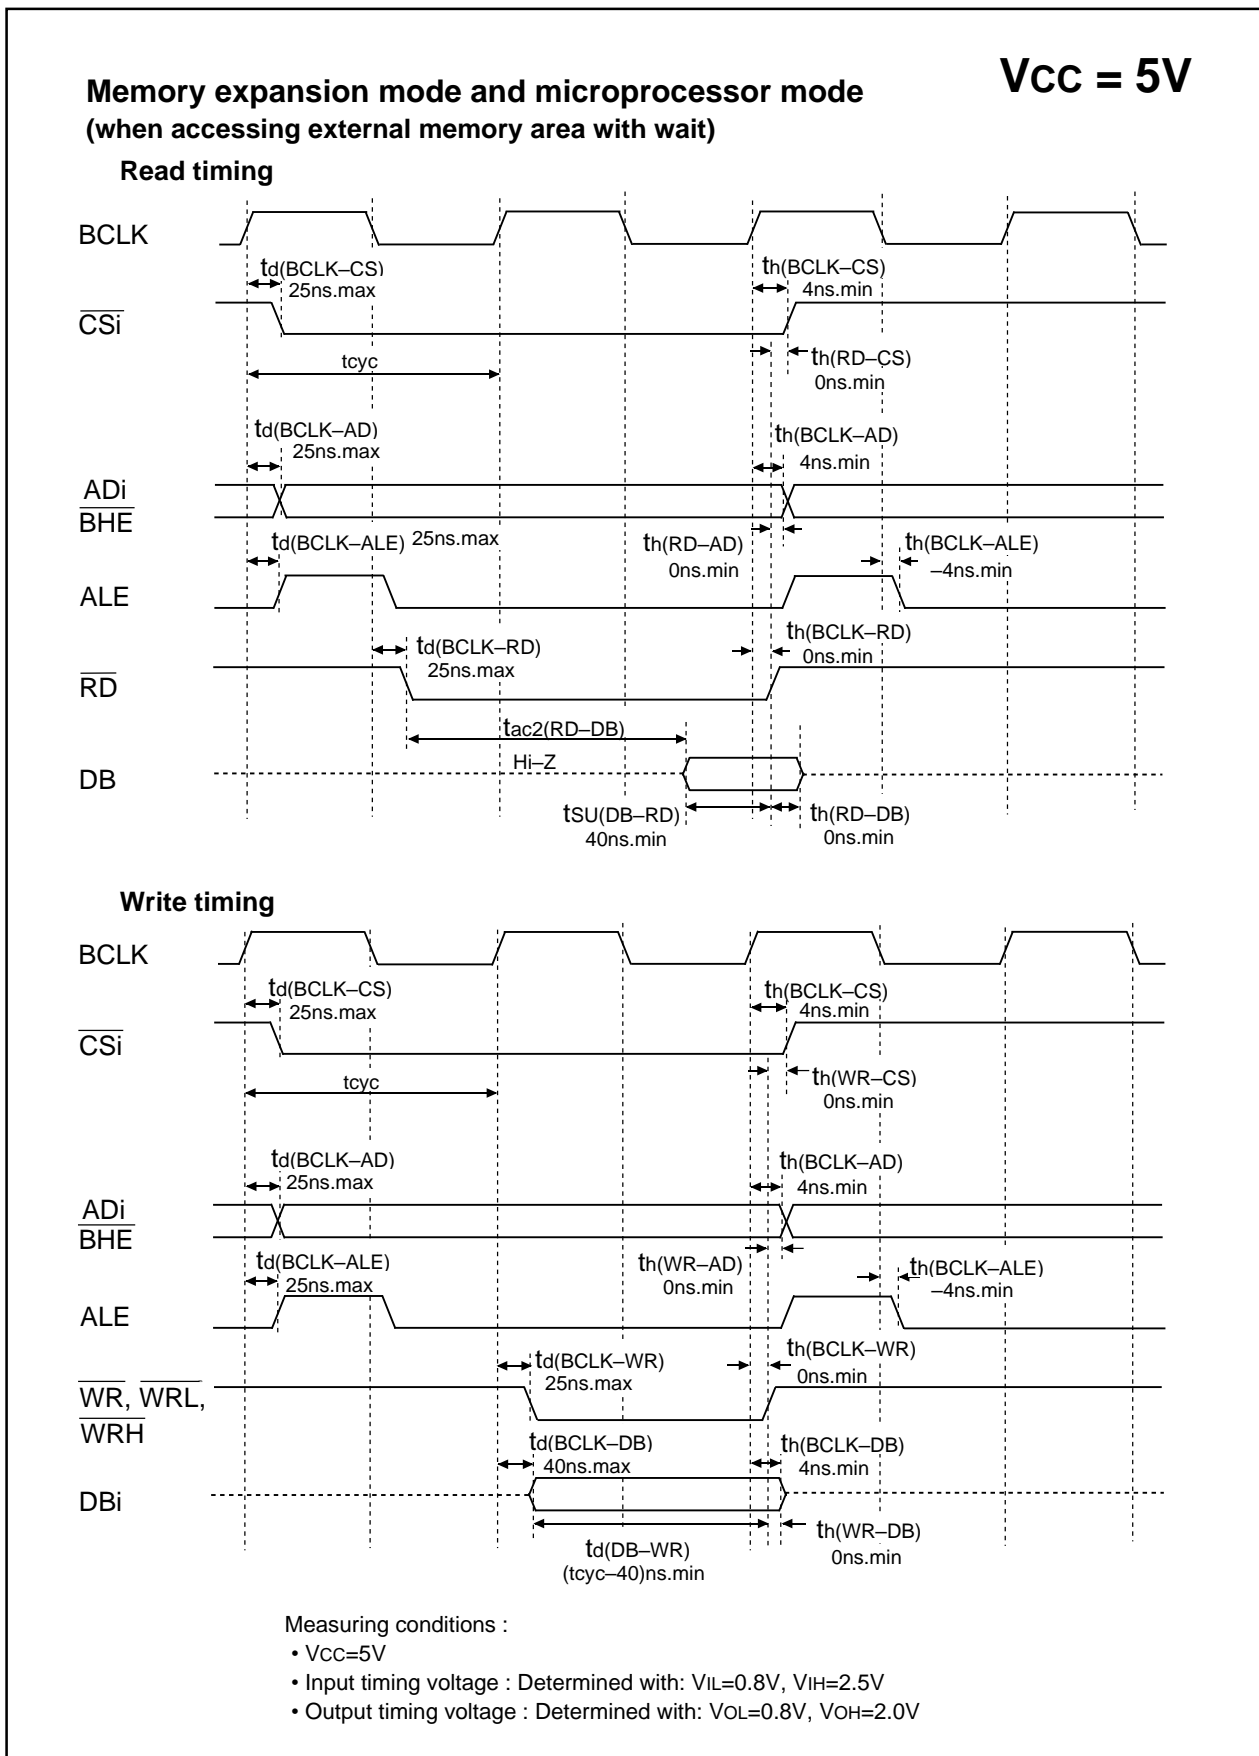 VCC = 5V
Memory expansion mode and microprocessor mode
(when accessing external memory area with wait)
Read timing
BCLK
td(BCLK–CS)
25ns.max
th(BCLK–CS)
4ns.min
CSi
th(RD–CS)
0ns.min
tcyc
td(BCLK–AD)
25ns.max
th(BCLK–AD)
4ns.min
ADi
BHE
td(BCLK–ALE) 25ns.max
th(RD–AD)
0ns.min
th(BCLK–ALE)
–4ns.min
ALE
td(BCLK–RD)
25ns.max
th(BCLK–RD)
0ns.min
RD
tac2(RD–DB)
Hi–Z
DB
tSU(DB–RD)
40ns.min
th(RD–DB)
0ns.min
Write timing
BCLK
td(BCLK–CS)
25ns.max
th(BCLK–CS)
4ns.min
CSi
th(WR–CS)
0ns.min
tcyc
td(BCLK–AD)
25ns.max
th(BCLK–AD)
4ns.min
ADi
BHE
td(BCLK–ALE)
25ns.max
th(WR–AD)
0ns.min
th(BCLK–ALE)
–4ns.min
ALE
td(BCLK–WR)
25ns.max
th(BCLK–WR)
0ns.min
WR, WRL,
WRH
td(BCLK–DB)
40ns.max
th(BCLK–DB)
4ns.min
DBi
td(DB–WR)
(tcyc–40)ns.min
th(WR–DB)
0ns.min
Measuring conditions :
• VCC=5V
• Input timing voltage : Determined with: VIL=0.8V, VIH=2.5V
• Output timing voltage : Determined with: VOL=0.8V, VOH=2.0V